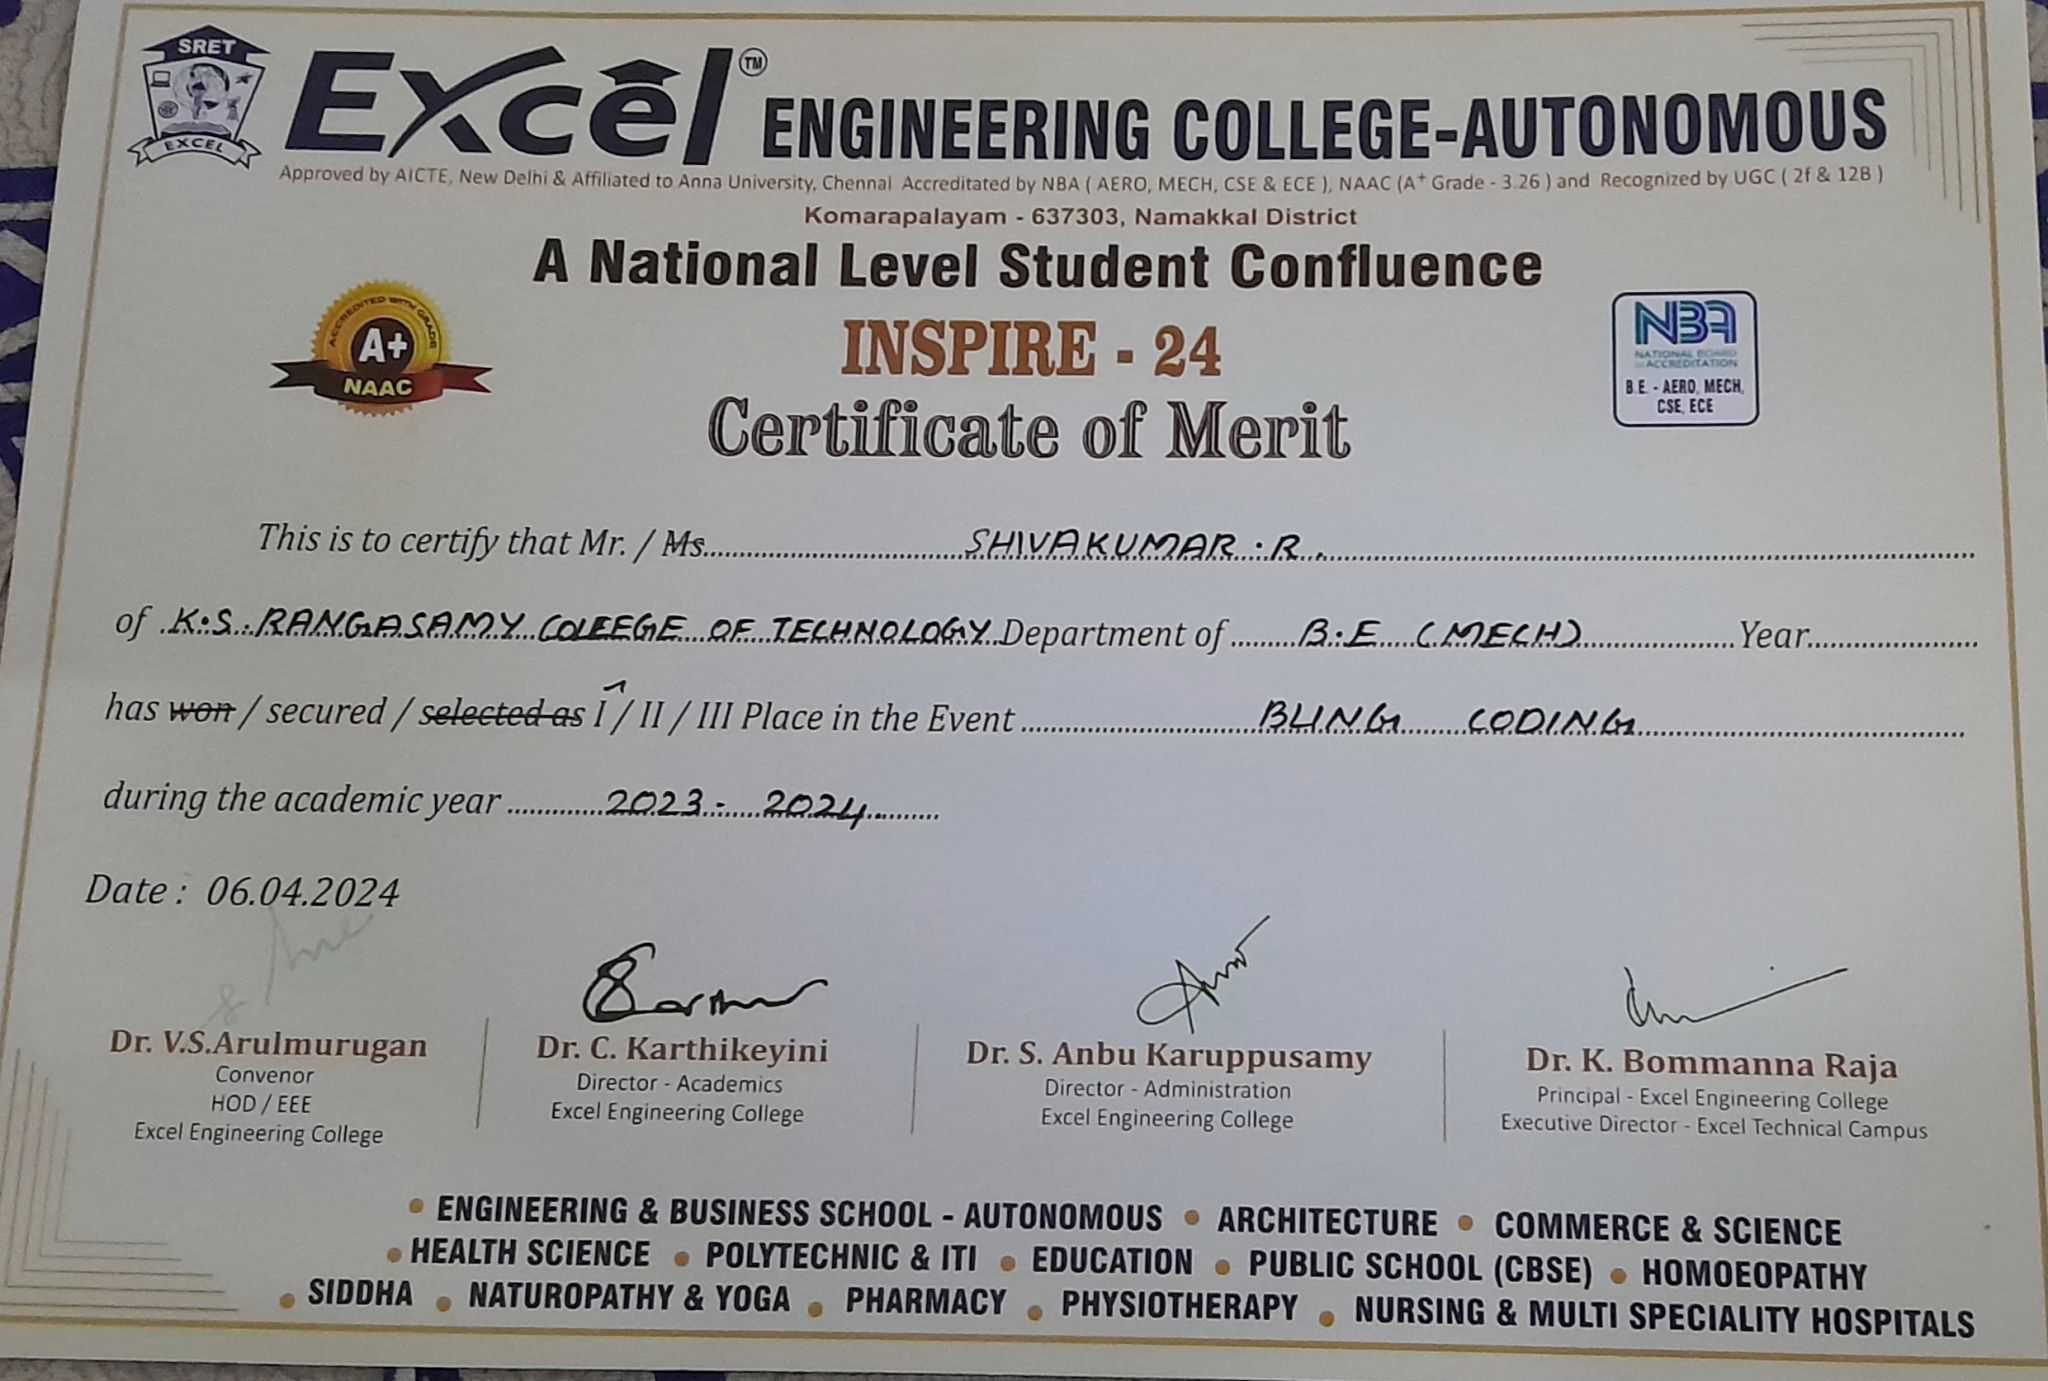 SRET
EXCEL
Excel TM ENGINEERING COLLEGE-AUTONOMOUS
Approved by AICTE, New Delhi & Affiliated to Anna University, Chennai Accreditated by NBA ( AERO, MECH, CSE & ECE ), NAAC (A+ Grade - 3.26 ) and Recognized by UGC ( 2f & 12B )
Komarapalayam - 637303, Namakkal District
A National Level Student Confluence
ACCREDITED WITH GRADE
A+
NAAC
INSPIRE - 24
NBA
NATIONAL BOARD
of ACCREDITATION
B.E. - AERO, MECH,
CSE, ECE
Certificate of Merit
This is to certify that Mr. / Ms. SHIVAKUMAR . R .
of K.S. RANGASAMY COLEEGE OF TECHNOLOGY Department of B.E (MECH) Year
has won / secured / selected as I / II / III Place in the Event BLING CODING
during the academic year 2023 - 2024.
Date : 06.04.2024
Dr. V.S.Arulmurugan
Convenor
HOD / EEE
Excel Engineering College
Dr. C. Karthikeyini
Director - Academics
Excel Engineering College
Dr. S. Anbu Karuppusamy
Director - Administration
Excel Engineering College
Dr. K. Bommanna Raja
Principal - Excel Engineering College
Executive Director - Excel Technical Campus
• ENGINEERING & BUSINESS SCHOOL - AUTONOMOUS • ARCHITECTURE • COMMERCE & SCIENCE
• HEALTH SCIENCE • POLYTECHNIC & ITI • EDUCATION • PUBLIC SCHOOL (CBSE) • HOMOEOPATHY
• SIDDHA • NATUROPATHY & YOGA • PHARMACY • PHYSIOTHERAPY • NURSING & MULTI SPECIALITY HOSPITALS